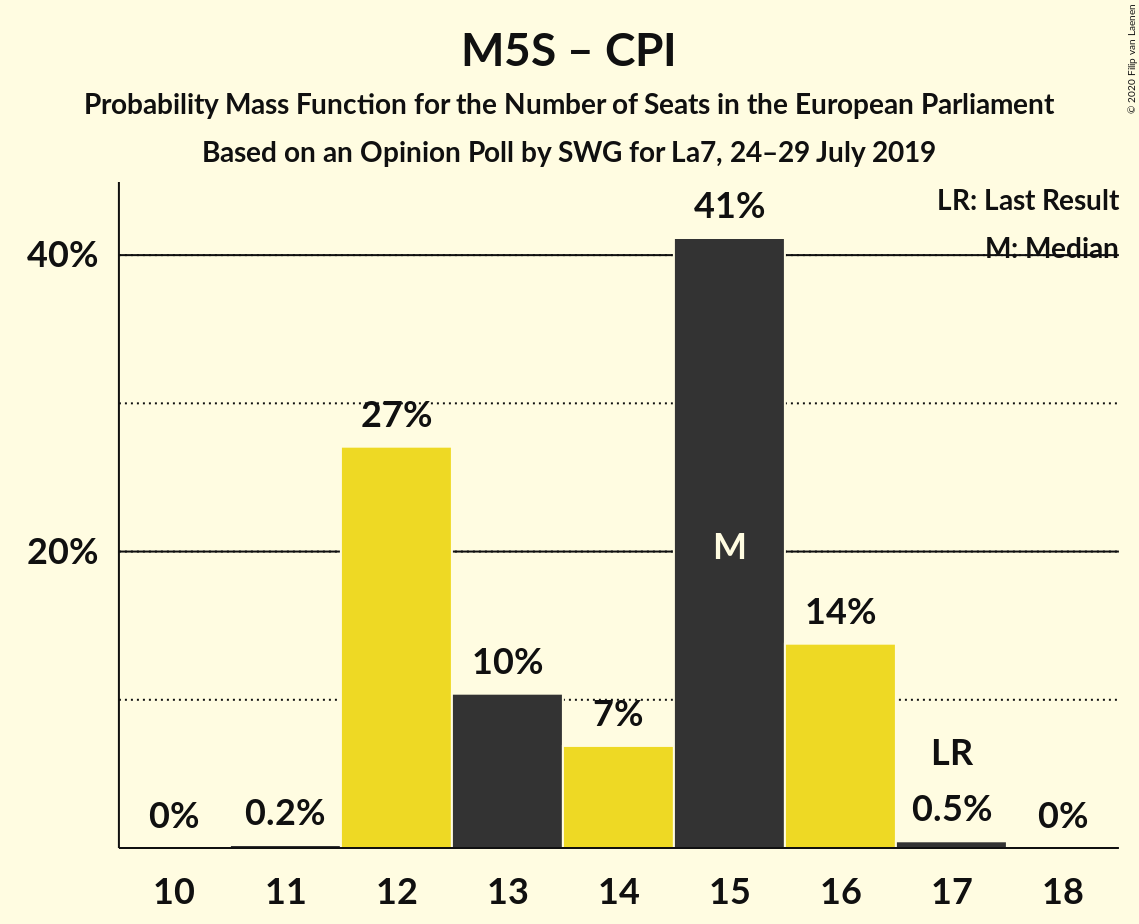 M5S – CPI
Probability Mass Function for the Number of Seats in the European Parliament
Based on an Opinion Poll by SWG for La7, 24–29 July 2019
© 2020 Filip van Laenen
LR: Last Result
M: Median
40%
20%
0%
0.2%
27%
10%
7%
41%
M
14%
LR
0.5%
0%
10 11 12 13 14 15 16 17 18